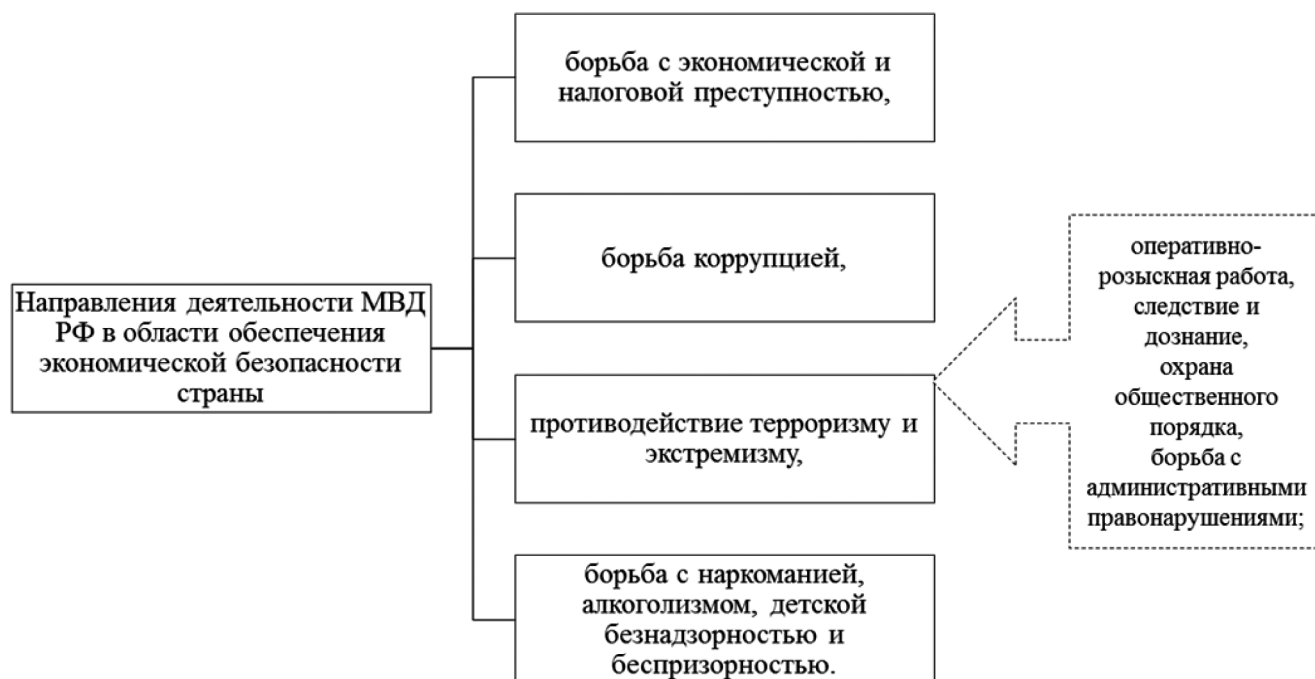 борьба с экономической и
налоговой преступностью,
борьба коррупцией,
Направления деятельности МВД
РФ в области обеспечения
экономической безопасности
страны
противодействие терроризму и
экстремизму,
борьба с наркоманией,
алкоголизмом, детской
безнадзорностью и
беспризорностью.
оперативно-
розыскная работа,
следствие и
дознание,
охрана
общественного
порядка,
борьба с
административными
правонарушениями;